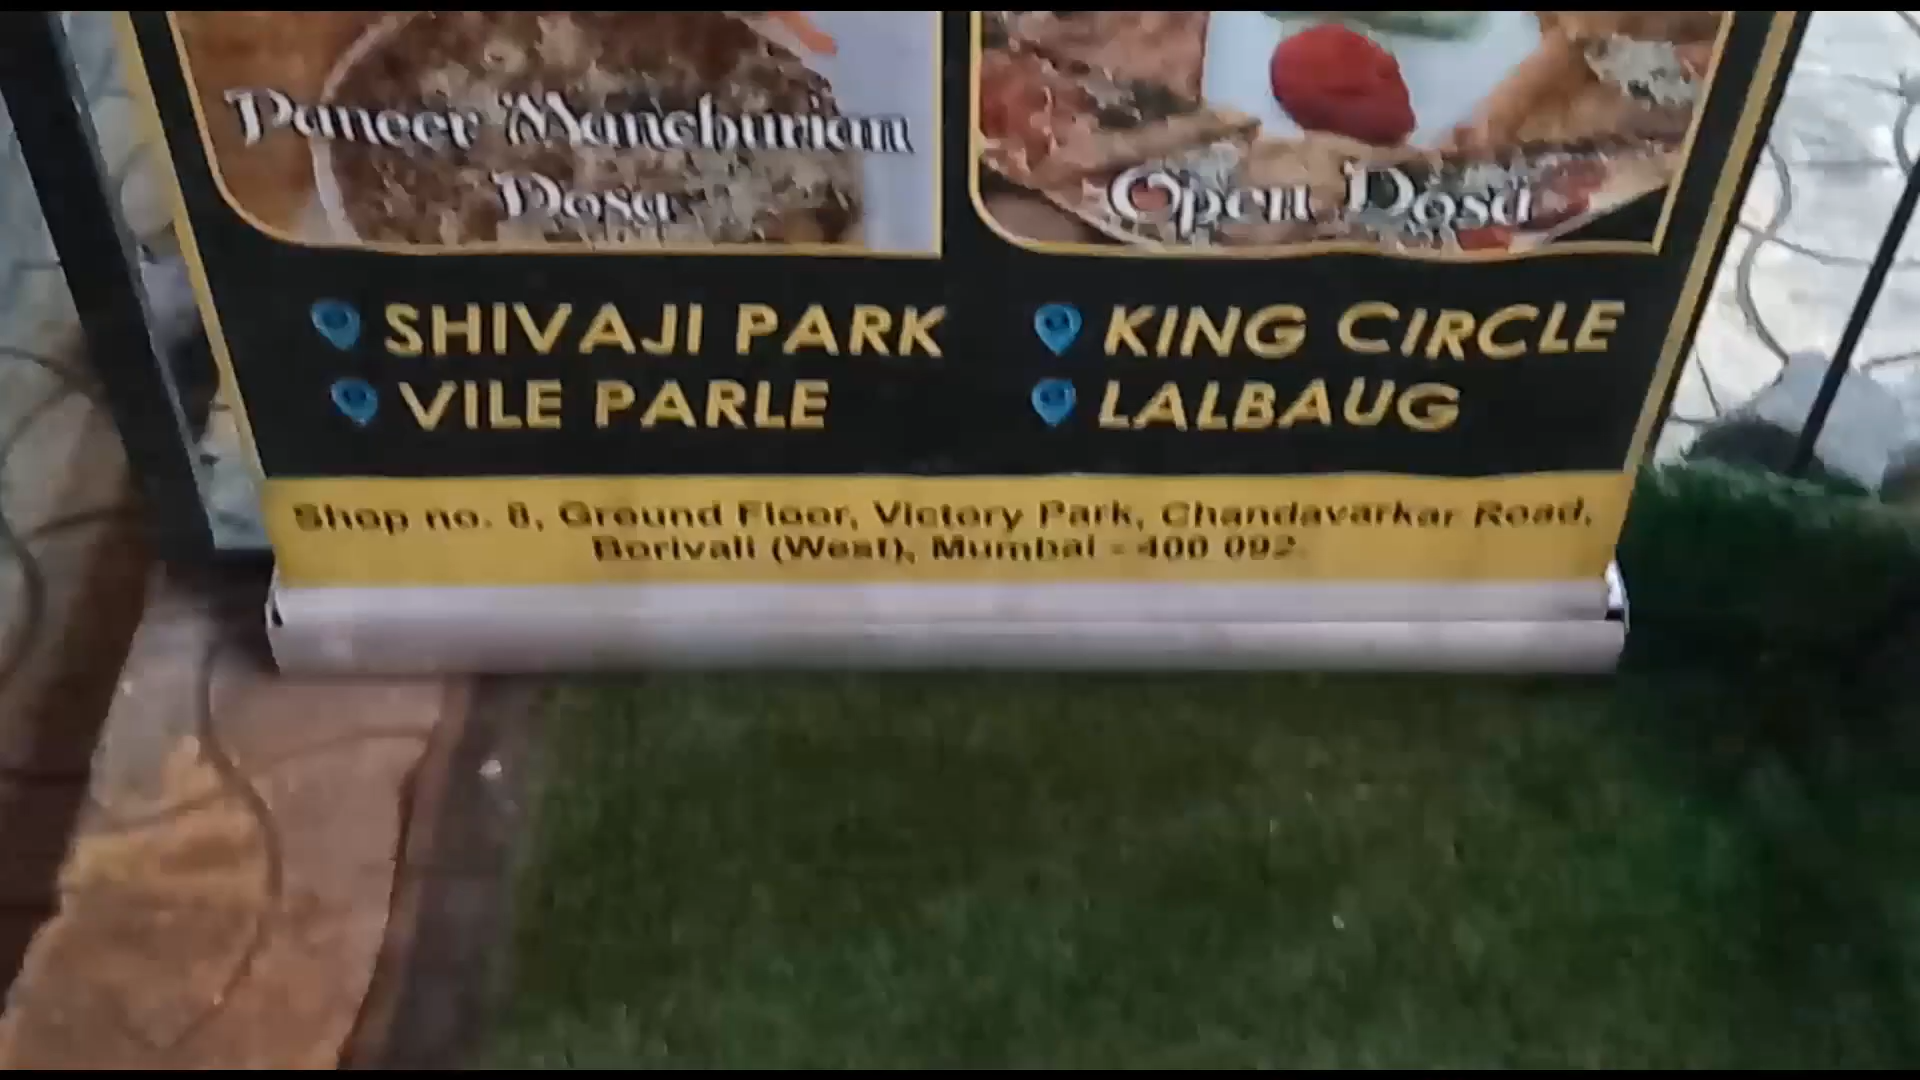 Paneer Manchurian
Dosa
Open Dosa
SHIVAJI PARK
KING CIRCLE
VILE PARLE
LALBAUG
Shop no. 8, Ground Floor, Victory Park, Chandavarkar Road,
Borivali (West), Mumbai - 400 092.